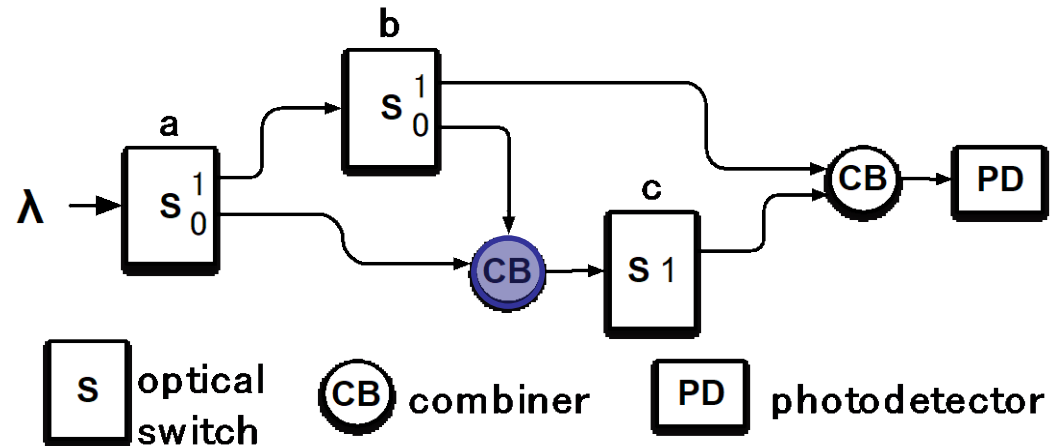 b
1
S
0
a
1
λ
S
0
CB
PD
c
CB
S 1
S
optical
switch
CB
combiner
PD
photodetector